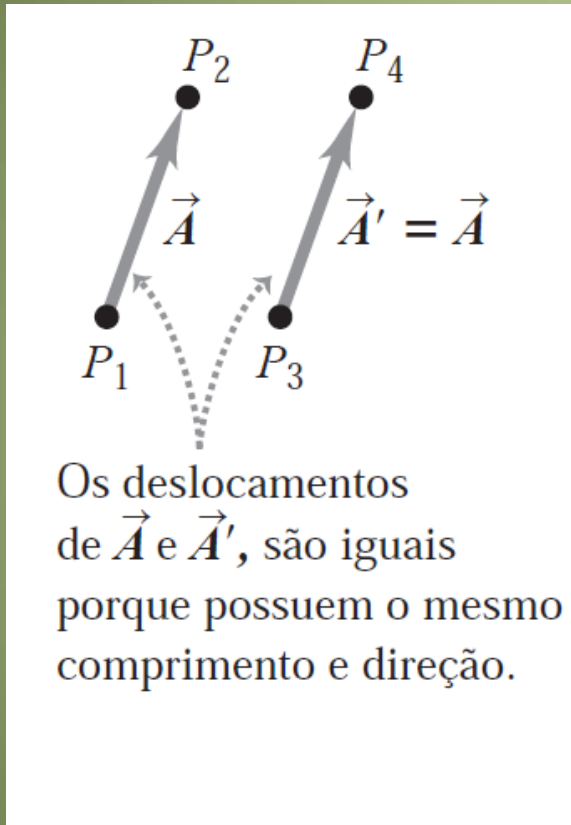 P₂ P₄
A⃗ A⃗′ = A⃗
P₁ P₃
Os deslocamentos
de A⃗ e A⃗′, são iguais
porque possuem o mesmo
comprimento e direção.